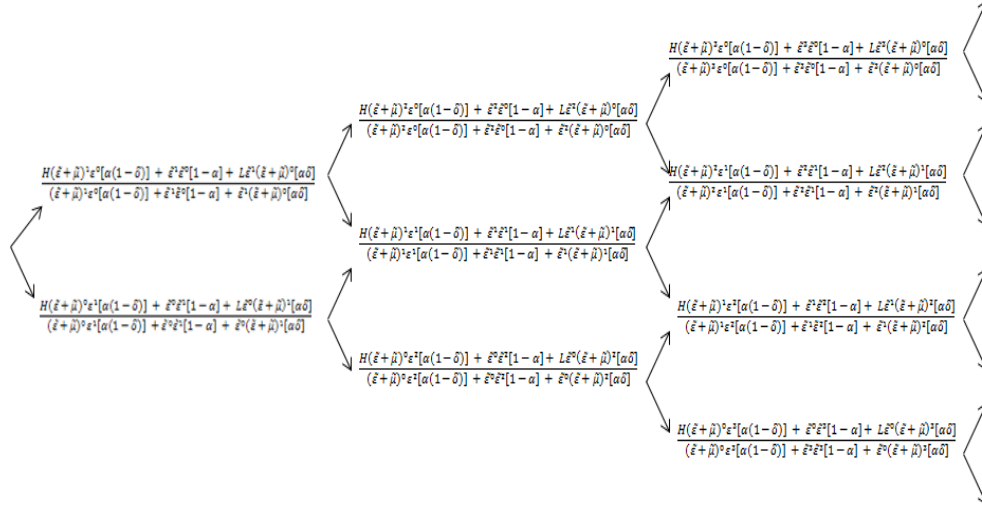 H(ε̃+μ̃)¹ε⁰[α(1−δ̃)] + ε̃¹ε̃⁰[1−α] + Lε̃¹(ε̃+μ̃)⁰[αδ̃]
(ε̃+μ̃)¹ε⁰[α(1−δ̃)] + ε̃¹ε̃⁰[1−α] + ε̃¹(ε̃+μ̃)⁰[αδ̃]
H(ε̃+μ̃)⁰ε¹[α(1−δ̃)] + ε̃⁰ε̃¹[1−α] + Lε̃⁰(ε̃+μ̃)¹[αδ̃]
(ε̃+μ̃)⁰ε¹[α(1−δ̃)] + ε̃⁰ε̃¹[1−α] + ε̃⁰(ε̃+μ̃)¹[αδ̃]
H(ε̃+μ̃)²ε⁰[α(1−δ̃)] + ε̃²ε̃⁰[1−α] + Lε̃²(ε̃+μ̃)⁰[αδ̃]
(ε̃+μ̃)²ε⁰[α(1−δ̃)] + ε̃²ε̃⁰[1−α] + ε̃²(ε̃+μ̃)⁰[αδ̃]
H(ε̃+μ̃)¹ε¹[α(1−δ̃)] + ε̃¹ε̃¹[1−α] + Lε̃¹(ε̃+μ̃)¹[αδ̃]
(ε̃+μ̃)¹ε¹[α(1−δ̃)] + ε̃¹ε̃¹[1−α] + ε̃¹(ε̃+μ̃)¹[αδ̃]
H(ε̃+μ̃)⁰ε²[α(1−δ̃)] + ε̃⁰ε̃²[1−α] + Lε̃⁰(ε̃+μ̃)²[αδ̃]
(ε̃+μ̃)⁰ε²[α(1−δ̃)] + ε̃⁰ε̃²[1−α] + ε̃⁰(ε̃+μ̃)²[αδ̃]
H(ε̃+μ̃)³ε⁰[α(1−δ̃)] + ε̃³ε̃⁰[1−α] + Lε̃³(ε̃+μ̃)⁰[αδ̃]
(ε̃+μ̃)³ε⁰[α(1−δ̃)] + ε̃³ε̃⁰[1−α] + ε̃³(ε̃+μ̃)⁰[αδ̃]
H(ε̃+μ̃)²ε¹[α(1−δ̃)] + ε̃²ε̃¹[1−α] + Lε̃²(ε̃+μ̃)¹[αδ̃]
(ε̃+μ̃)²ε¹[α(1−δ̃)] + ε̃²ε̃¹[1−α] + ε̃²(ε̃+μ̃)¹[αδ̃]
H(ε̃+μ̃)¹ε²[α(1−δ̃)] + ε̃¹ε̃²[1−α] + Lε̃¹(ε̃+μ̃)²[αδ̃]
(ε̃+μ̃)¹ε²[α(1−δ̃)] + ε̃¹ε̃²[1−α] + ε̃¹(ε̃+μ̃)²[αδ̃]
H(ε̃+μ̃)⁰ε³[α(1−δ̃)] + ε̃⁰ε̃³[1−α] + Lε̃⁰(ε̃+μ̃)³[αδ̃]
(ε̃+μ̃)⁰ε³[α(1−δ̃)] + ε̃³ε̃³[1−α] + ε̃⁰(ε̃+μ̃)³[αδ̃]